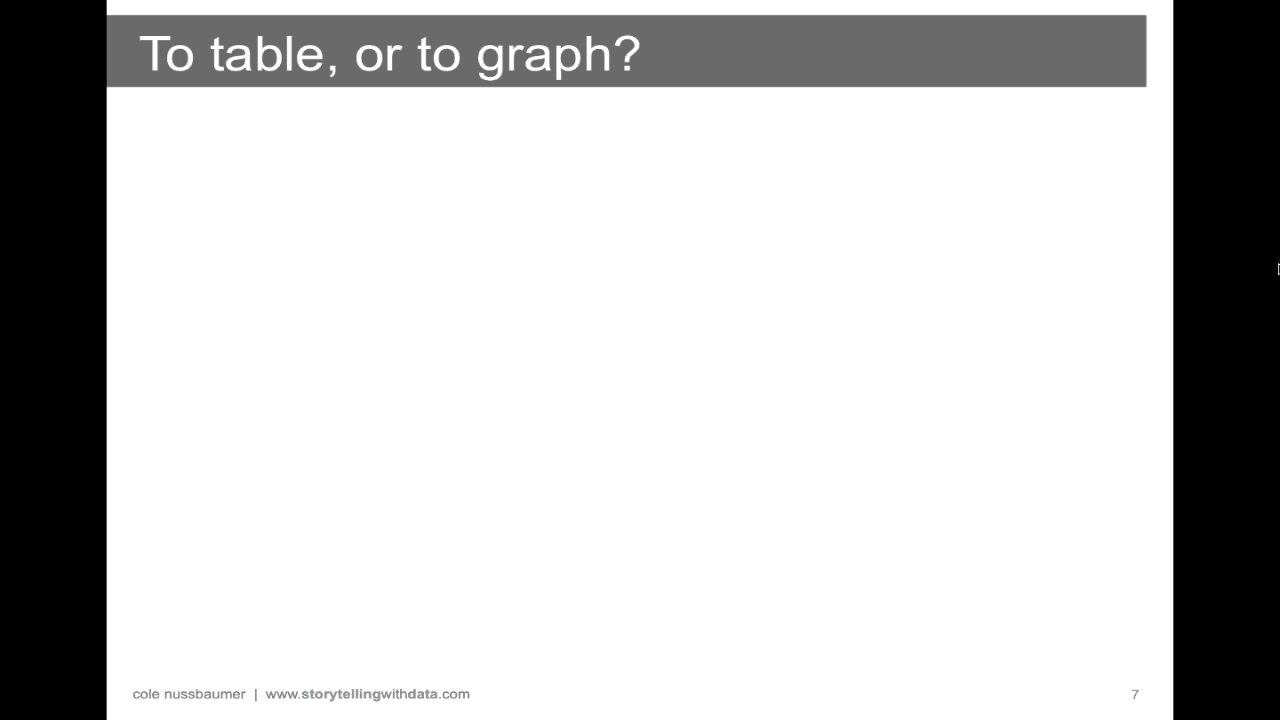 To table, or to graph?
cole nussbaumer | www.storytellingwithdata.com
7